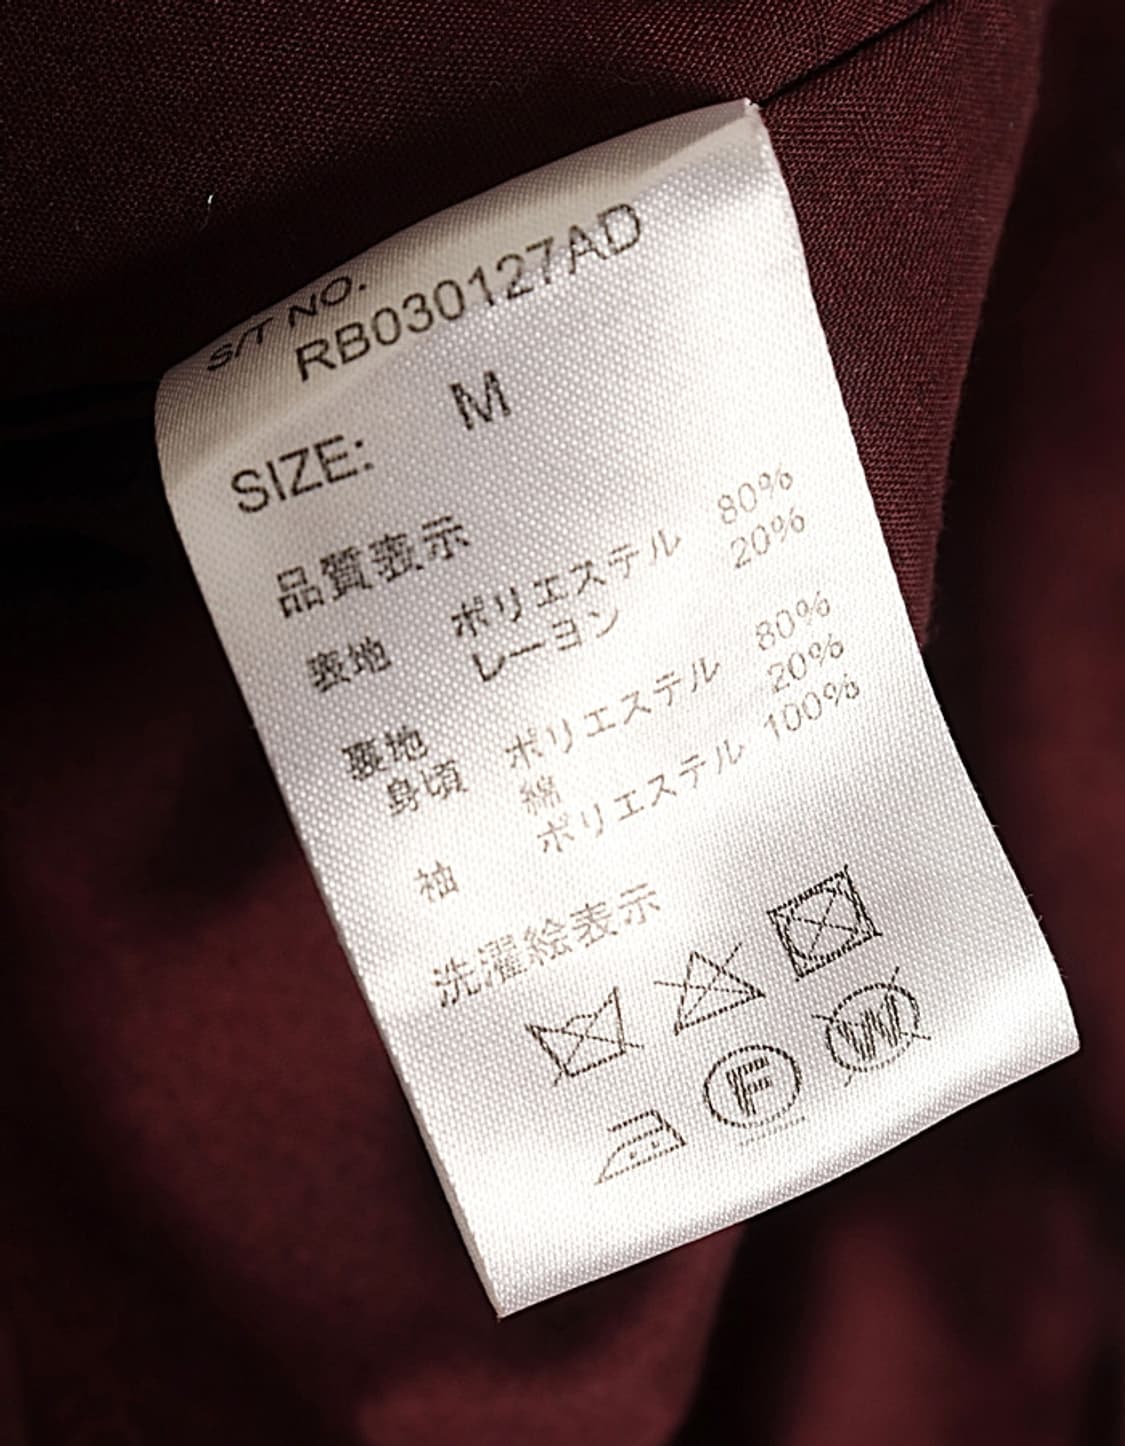 S/T NO.
RB030127AD
SIZE: M
品質表示
表地 ポリエステル 80%
レーヨン 20%
裏地
身頃 ポリエステル 80%
綿 20%
袖 ポリエステル 100%
洗濯絵表示
F W